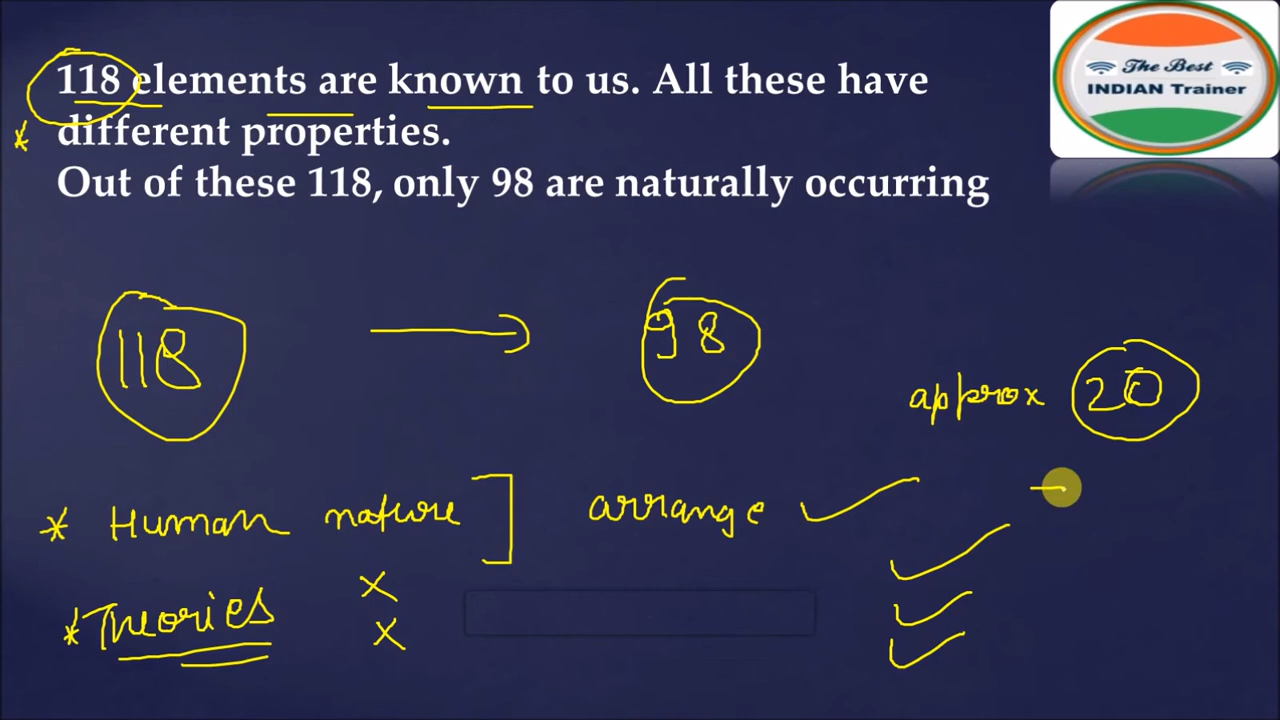 118 elements are known to us. All these have
different properties.
Out of these 118, only 98 are naturally occurring
The Best
INDIAN Trainer
118
98
approx 20
* Human nature ] arrange
* Theories